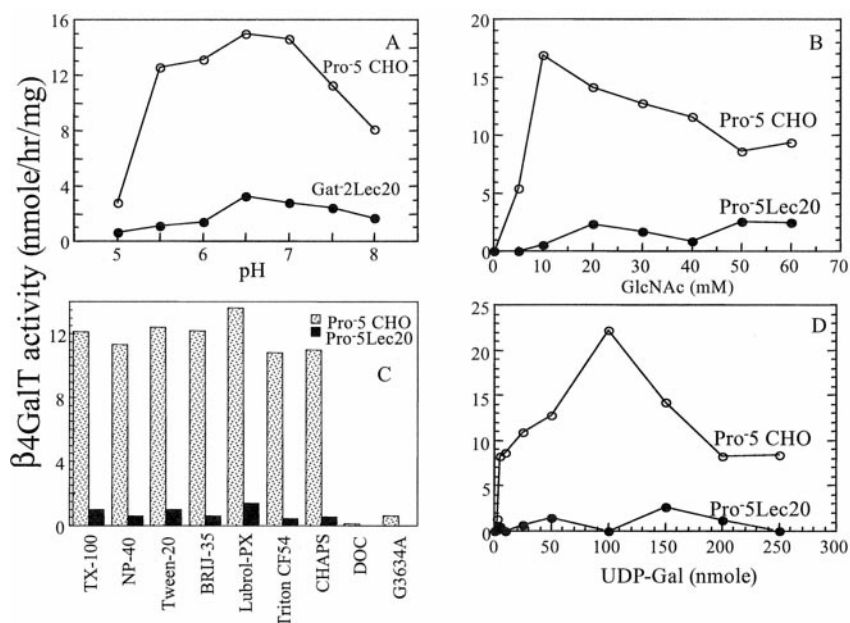 β4GalT activity (nmole/hr/mg)
A
16
12
8
4
0
Pro-5 CHO
Gat-2Lec20
5 6 7 8
pH
B
20
15
10
5
0
Pro-5 CHO
Pro-5Lec20
0 10 20 30 40 50 60 70
GlcNAc (mM)
C
12
8
4
0
Pro-5 CHO
Pro-5Lec20
TX-100
NP-40
Tween-20
BRIJ-35
Lubrol-PX
Triton CF54
CHAPS
DOC
G3634A
D
25
20
15
10
5
0
Pro-5 CHO
Pro-5Lec20
0 50 100 150 200 250 300
UDP-Gal (nmole)